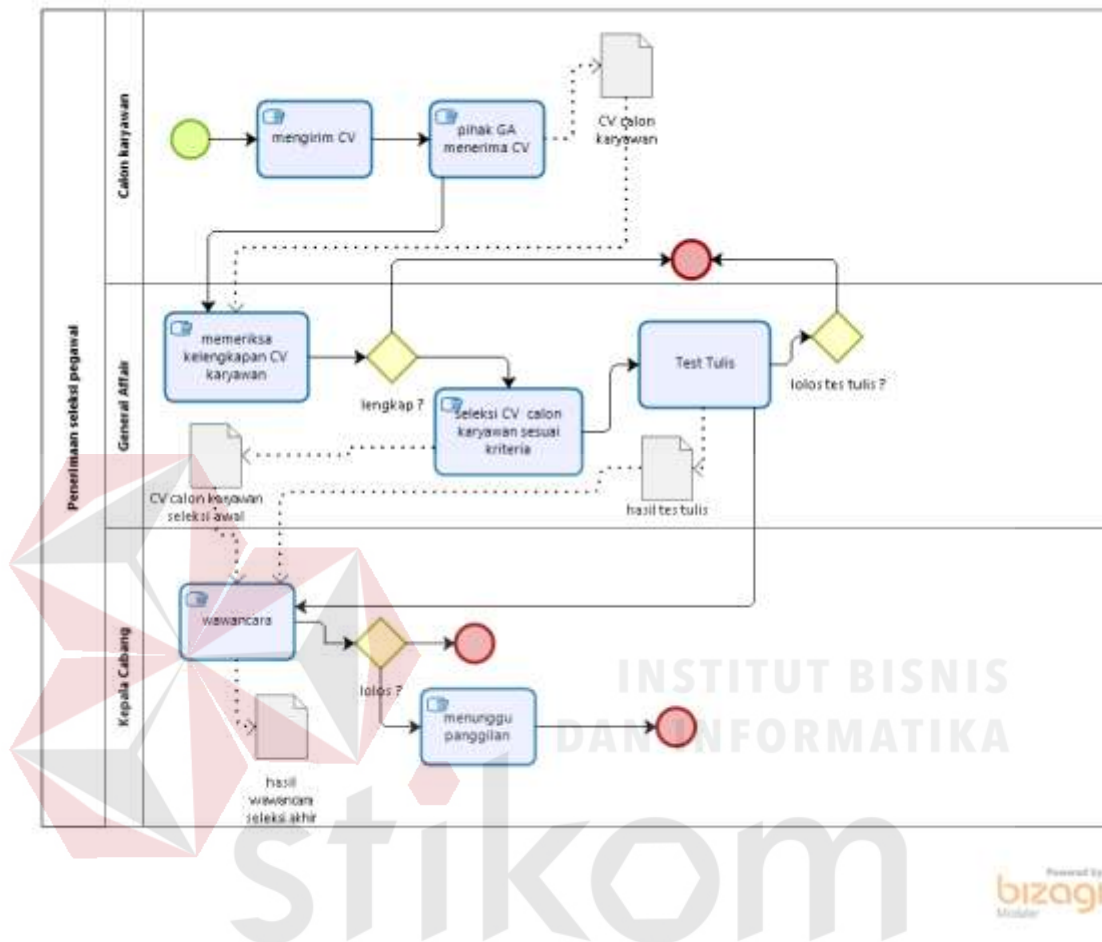 Penerimaan seleksi pegawai
Calon karyawan
mengirim CV
pihak GA
menerima CV
CV calon
karyawan
General Affair
memeriksa
kelengkapan CV
karyawan
lengkap ?
seleksi CV calon
karyawan sesuai
kriteria
Test Tulis
lolos tes tulis ?
CV calon karyawan
seleksi awal
hasil tes tulis
Kepala Cabang
wawancara
lolos ?
menunggu
panggilan
hasil
wawancara
seleksi akhir
INSTITUT BISNIS
DAN INFORMATIKA
stikom
Powered by
bizagi
Modeler